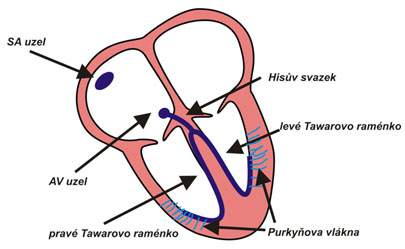 SA uzel
Hisův svazek
levé Tawarovo raménko
AV uzel
pravé Tawarovo raménko
Purkyňova vlákna